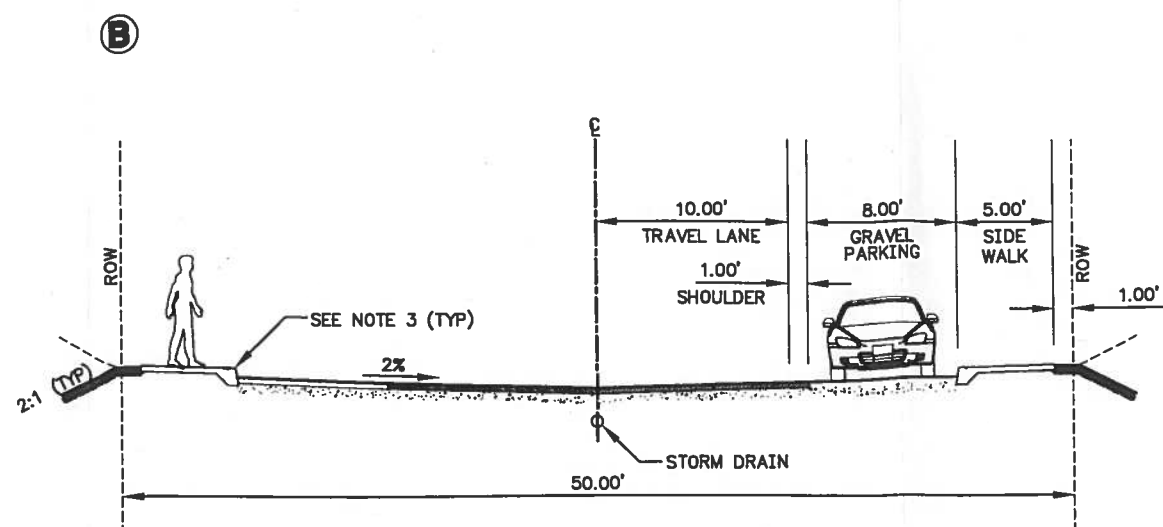 B
℄
10.00'
TRAVEL LANE
8.00'
GRAVEL
PARKING
5.00'
SIDE
WALK
1.00'
SHOULDER
ROW
ROW
1.00'
SEE NOTE 3 (TYP)
2%
2:1 (TYP)
STORM DRAIN
50.00'